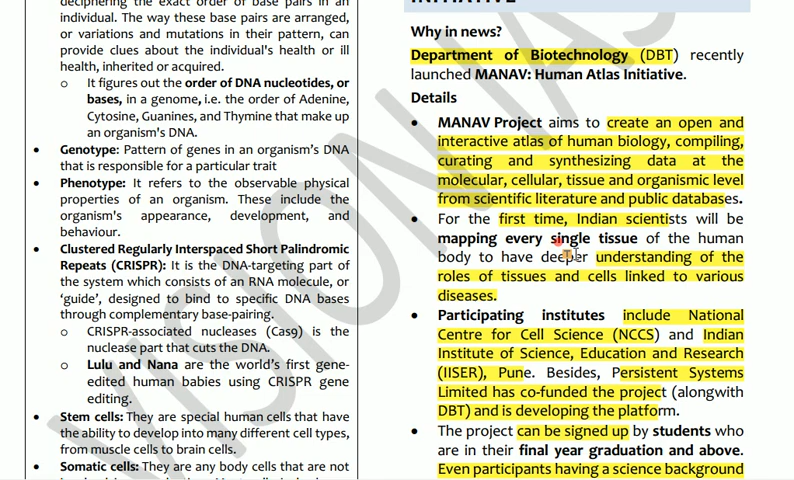 deciphering the exact order of base pairs in an
individual. The way these base pairs are arranged,
or variations and mutations in their pattern, can
provide clues about the individual's health or ill
health, inherited or acquired.
o It figures out the order of DNA nucleotides, or
bases, in a genome, i.e. the order of Adenine,
Cytosine, Guanines, and Thymine that make up
an organism's DNA.
• Genotype: Pattern of genes in an organism's DNA
that is responsible for a particular trait
• Phenotype: It refers to the observable physical
properties of an organism. These include the
organism's appearance, development, and
behaviour.
• Clustered Regularly Interspaced Short Palindromic
Repeats (CRISPR): It is the DNA-targeting part of
the system which consists of an RNA molecule, or
'guide', designed to bind to specific DNA bases
through complementary base-pairing.
o CRISPR-associated nucleases (Cas9) is the
nuclease part that cuts the DNA.
o Lulu and Nana are the world's first gene-
edited human babies using CRISPR gene
editing.
• Stem cells: They are special human cells that have
the ability to develop into many different cell types,
from muscle cells to brain cells.
• Somatic cells: They are any body cells that are not
INITIATIVE
Why in news?
Department of Biotechnology (DBT) recently
launched MANAV: Human Atlas Initiative.
Details
• MANAV Project aims to create an open and
interactive atlas of human biology, compiling,
curating and synthesizing data at the
molecular, cellular, tissue and organismic level
from scientific literature and public databases.
• For the first time, Indian scientists will be
mapping every single tissue of the human
body to have deeper understanding of the
roles of tissues and cells linked to various
diseases.
• Participating institutes include National
Centre for Cell Science (NCCS) and Indian
Institute of Science, Education and Research
(IISER), Pune. Besides, Persistent Systems
Limited has co-funded the project (alongwith
DBT) and is developing the platform.
• The project can be signed up by students who
are in their final year graduation and above.
Even participants having a science background
VISION IAS